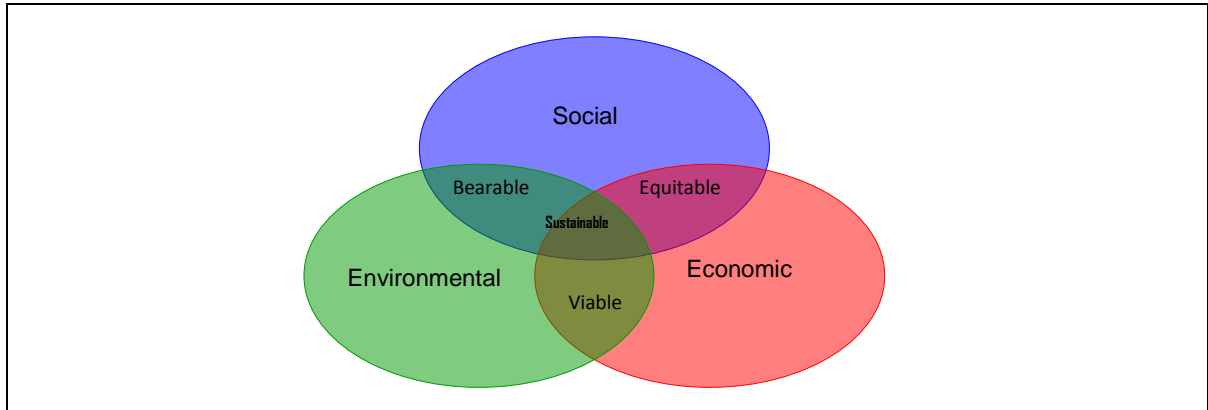 Social
Bearable
Equitable
Sustainable
Environmental
Economic
Viable